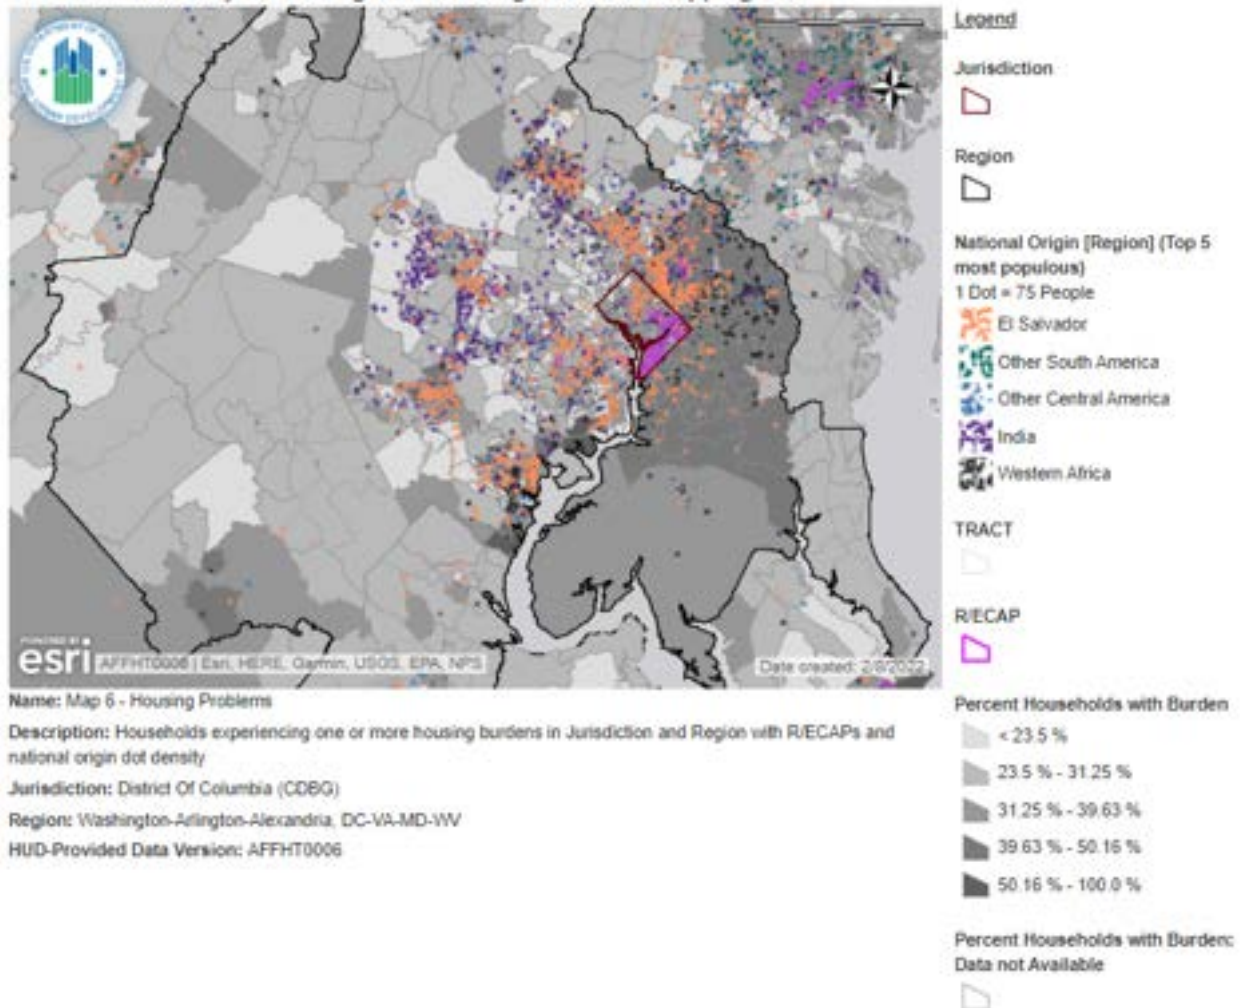 Legend
Jurisdiction
Region
National Origin [Region] (Top 5
most populous)
1 Dot = 75 People
El Salvador
Other South America
Other Central America
India
Western Africa
TRACT
R/ECAP
Percent Households with Burden
< 23.5 %
23.5 % - 31.25 %
31.25 % - 39.63 %
39.63 % - 50.16 %
50.16 % - 100.0 %
Percent Households with Burden:
Data not Available
POWERED BY
esri
AFFHT0006 | Esri, HERE, Garmin, USGS, EPA, NPS
Date created: 2/8/2022
Name: Map 6 - Housing Problems
Description: Households experiencing one or more housing burdens in Jurisdiction and Region with R/ECAPs and
national origin dot density
Jurisdiction: District Of Columbia (CDBG)
Region: Washington-Arlington-Alexandria, DC-VA-MD-WV
HUD-Provided Data Version: AFFHT0006